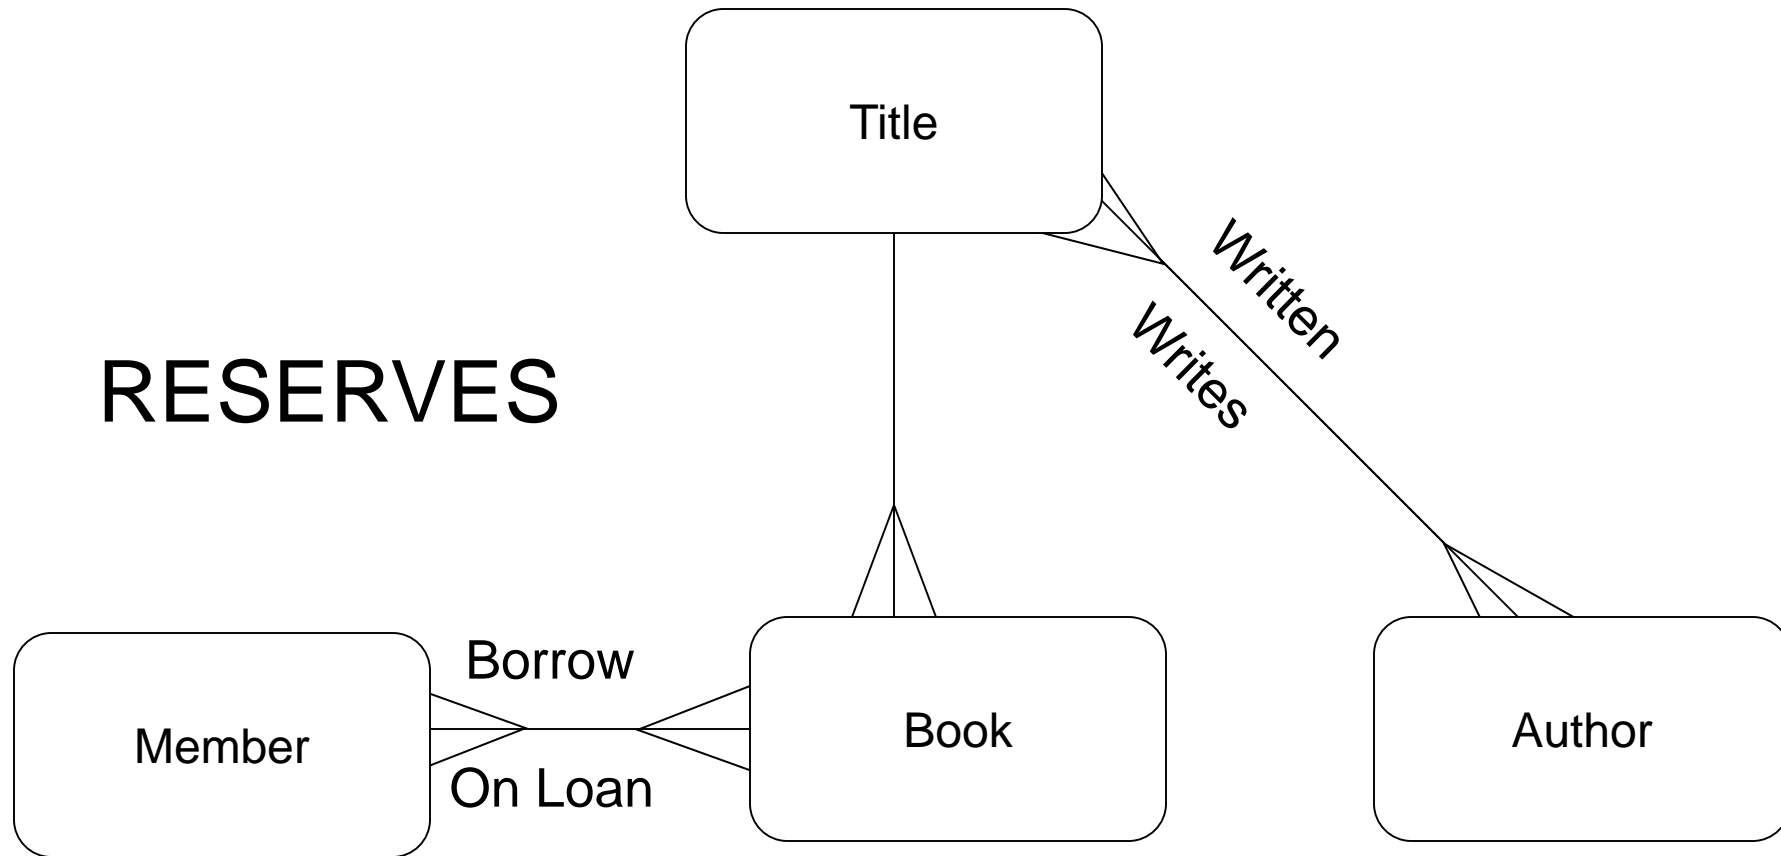 Title
Written
Writes
RESERVES
Borrow
Member
Book
Author
On Loan